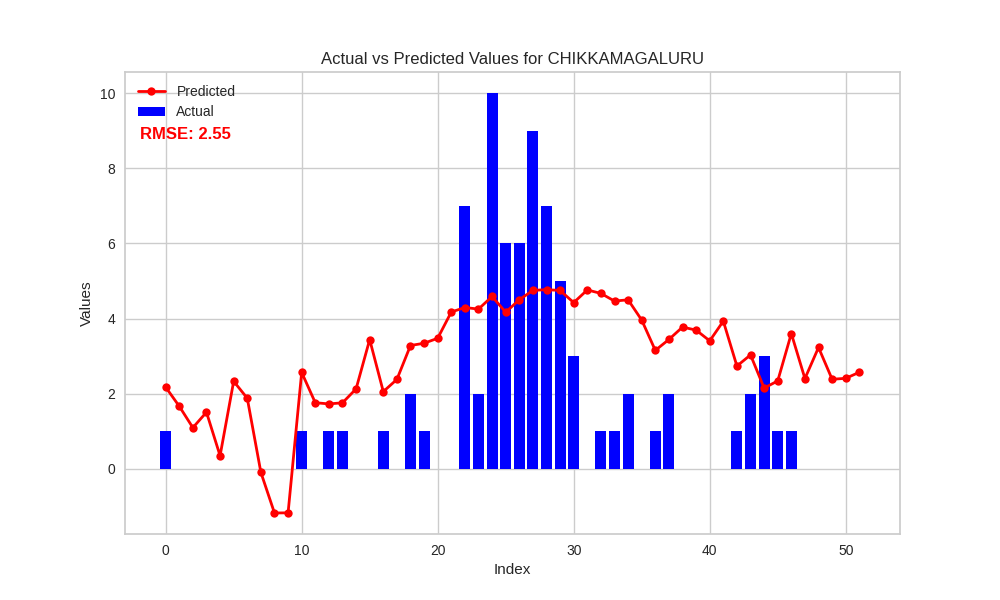 Actual vs Predicted Values for CHIKKAMAGALURU
Predicted
Actual
RMSE: 2.55
10
8
6
4
2
0
Values
0 10 20 30 40 50
Index